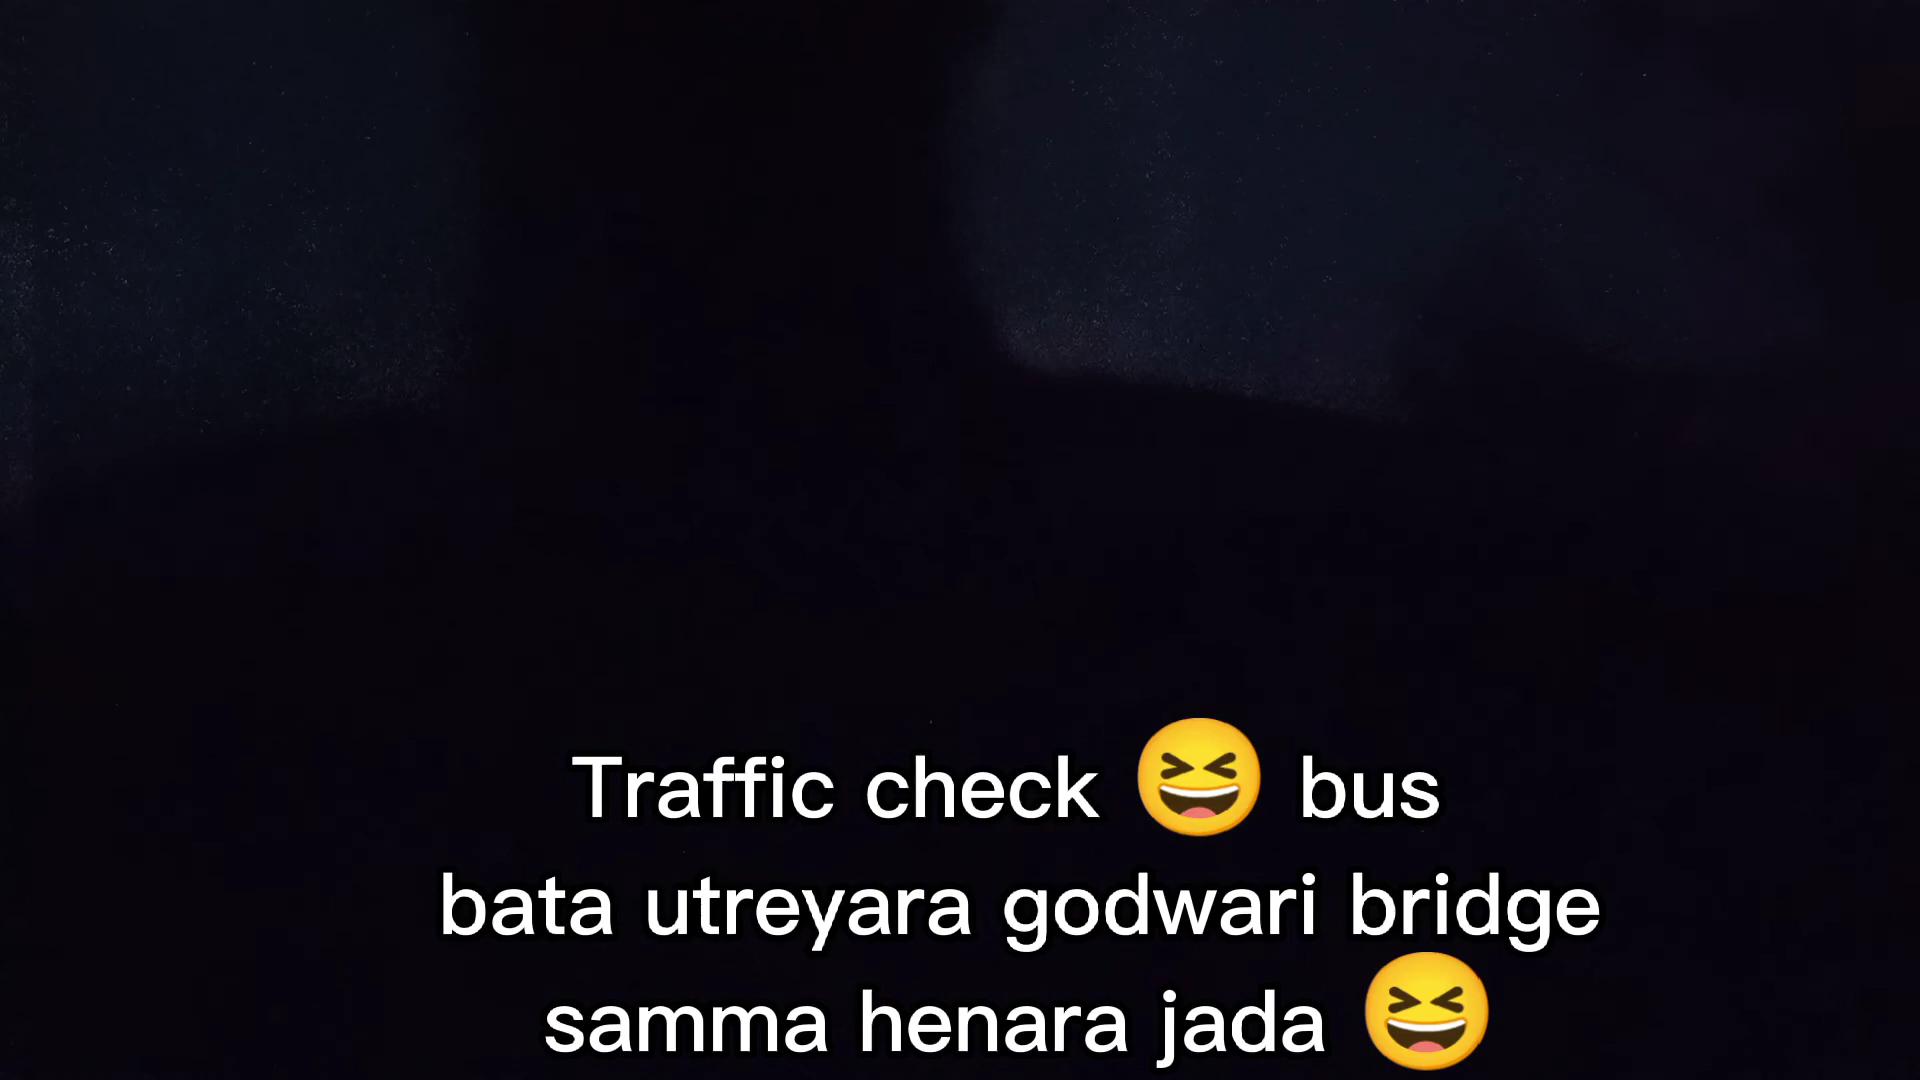 Traffic check 😆 bus
bata utreyara godwari bridge
samma henara jada 😆